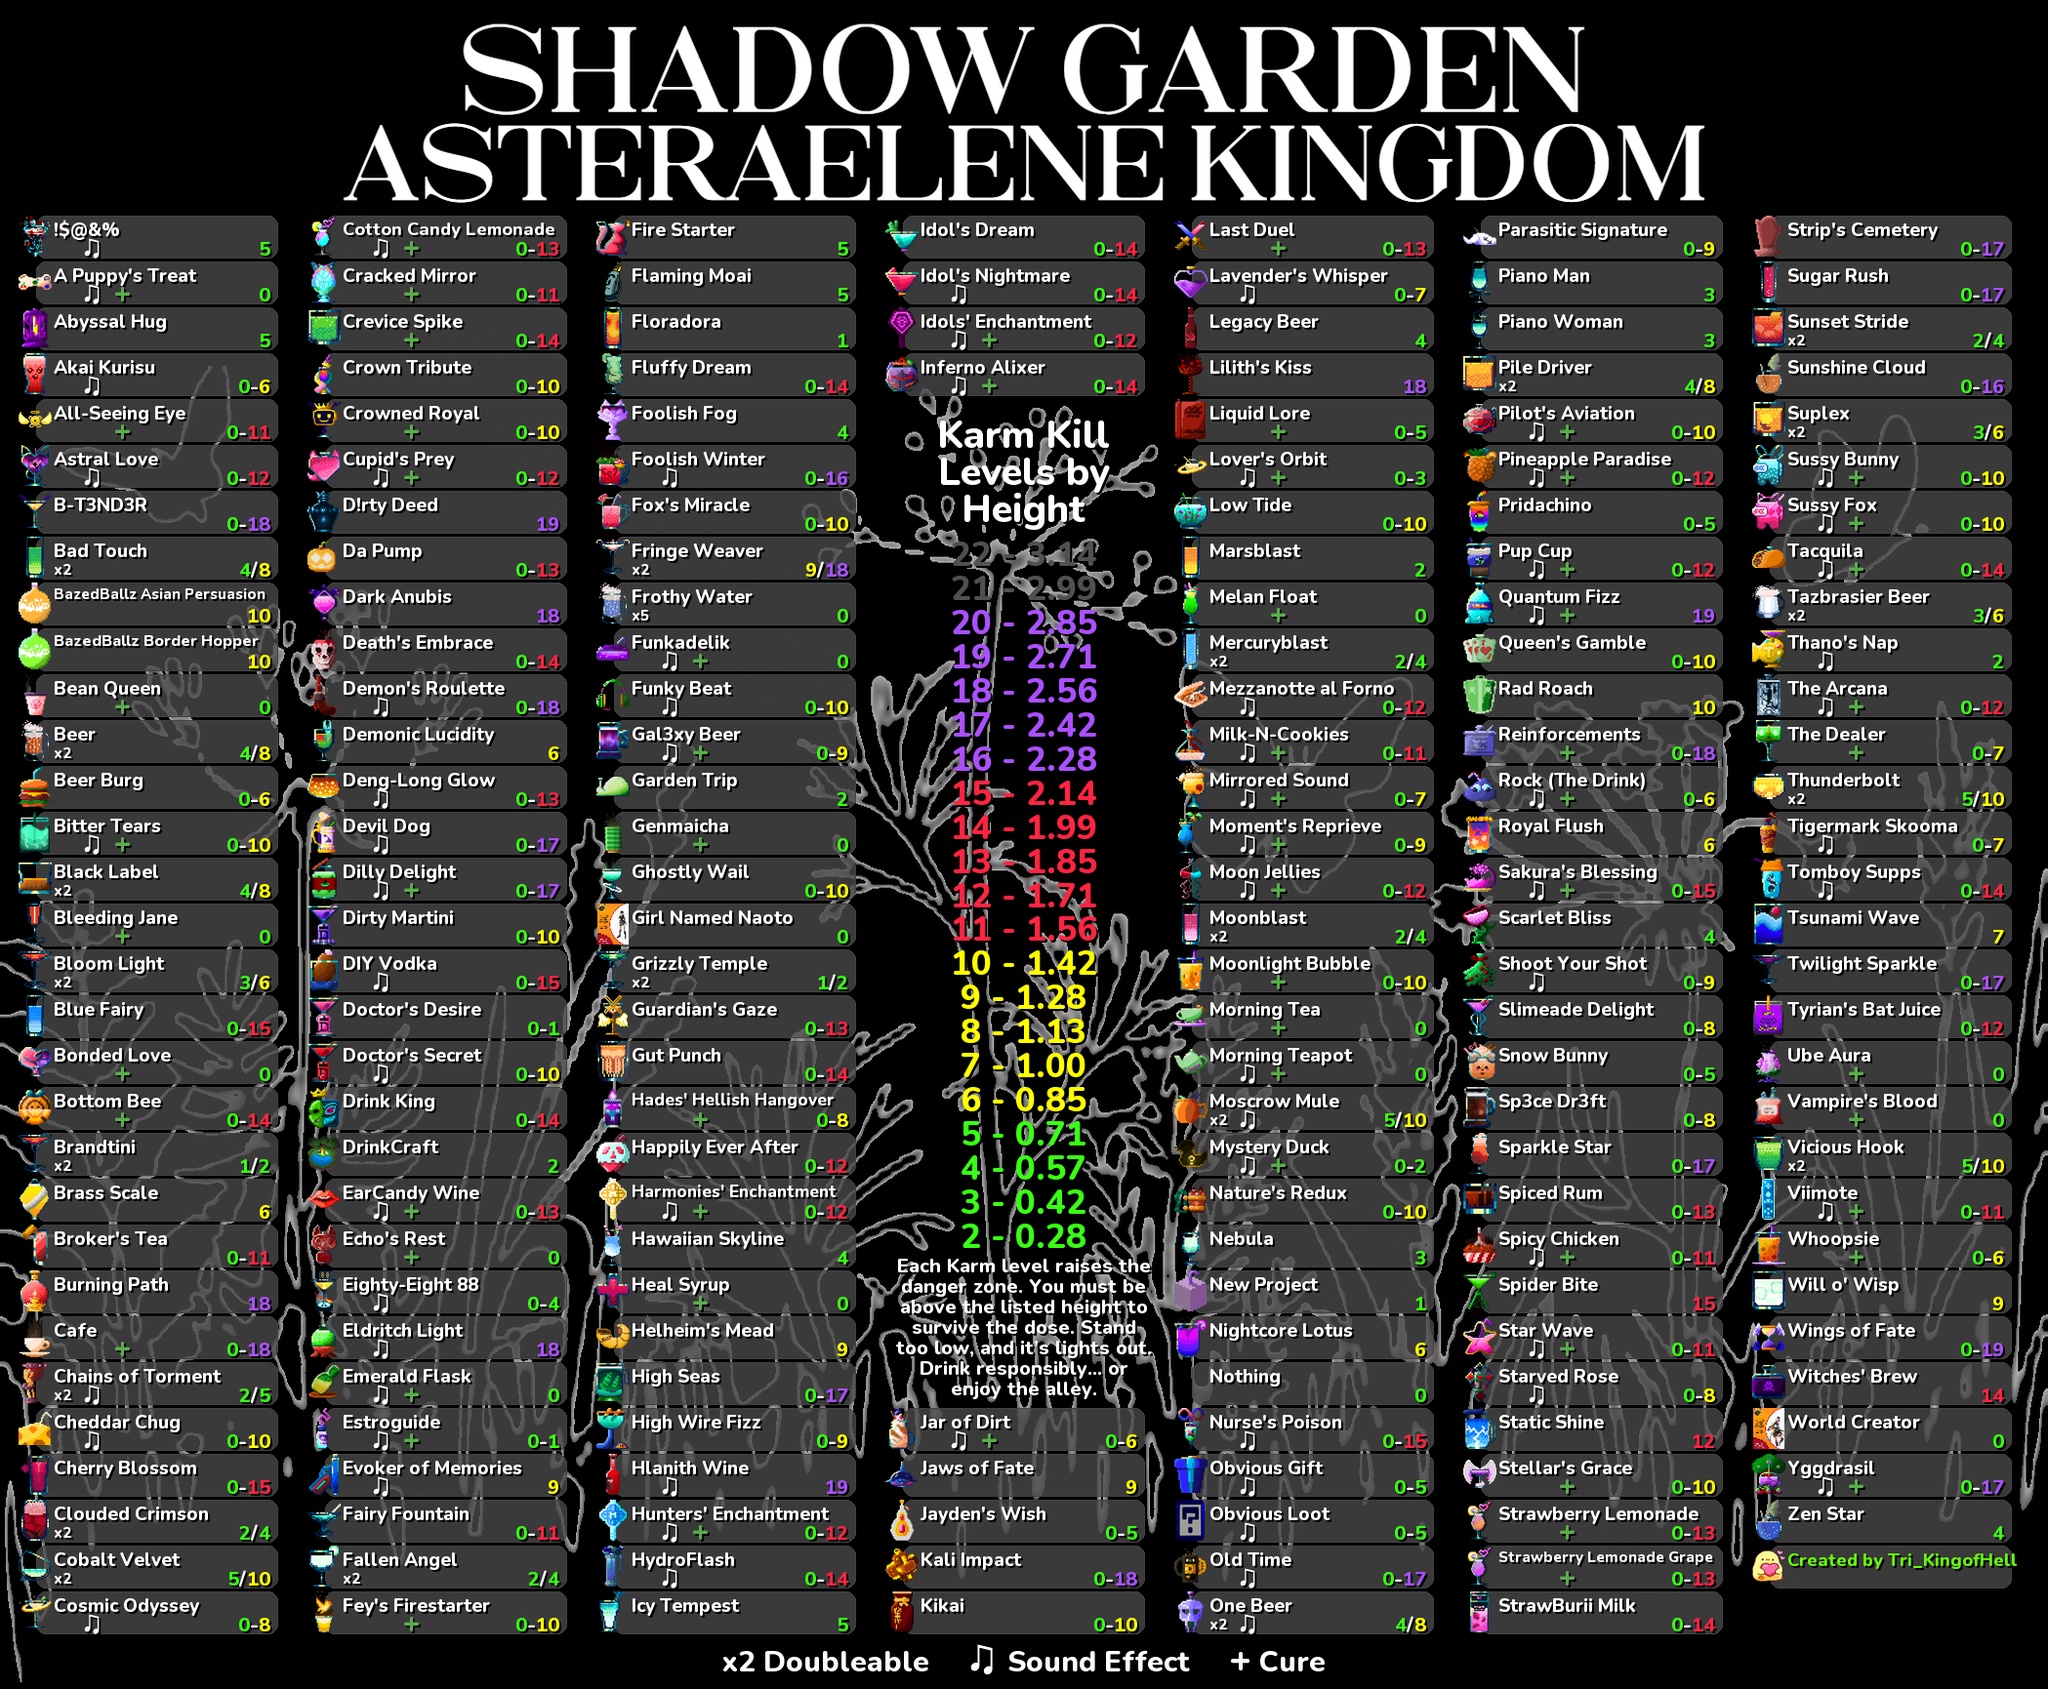 SHADOW GARDEN
ASTERAELENE KINGDOM
!$@&%
♫ 5
A Puppy's Treat
♫ + 0
Abyssal Hug
5
Akai Kurisu
♫ 0-6
All-Seeing Eye
+ 0-11
Astral Love
♫ 0-12
B-T3ND3R
0-18
Bad Touch
x2 4/8
BazedBallz Asian Persuasion
10
BazedBallz Border Hopper
10
Bean Queen
+ 0
Beer
x2 4/8
Beer Burg
0-6
Bitter Tears
♫ + 0-10
Black Label
x2 4/8
Bleeding Jane
+ 0
Bloom Light
x2 3/6
Blue Fairy
0-15
Bonded Love
+ 0
Bottom Bee
+ 0-14
Brandtini
x2 1/2
Brass Scale
6
Broker's Tea
0-11
Burning Path
18
Cafe
+ 0-18
Chains of Torment
x2 ♫ 2/5
Cheddar Chug
♫ 0-10
Cherry Blossom
0-15
Clouded Crimson
x2 2/4
Cobalt Velvet
x2 5/10
Cosmic Odyssey
♫ 0-8
Cotton Candy Lemonade
♫ + 0-13
Cracked Mirror
+ 0-11
Crevice Spike
+ 0-14
Crown Tribute
0-10
Crowned Royal
+ 0-10
Cupid's Prey
♫ + 0-12
D!rty Deed
19
Da Pump
0-13
Dark Anubis
18
Death's Embrace
0-14
Demon's Roulette
♫ 0-18
Demonic Lucidity
6
Deng-Long Glow
♫ 0-13
Devil Dog
♫ 0-17
Dilly Delight
♫ + 0-17
Dirty Martini
0-10
DIY Vodka
♫ 0-15
Doctor's Desire
0-1
Doctor's Secret
♫ 0-10
Drink King
0-14
DrinkCraft
2
EarCandy Wine
♫ + 0-13
Echo's Rest
+ 0
Eighty-Eight 88
♫ 0-4
Eldritch Light
♫ 18
Emerald Flask
♫ + 0
Estroguide
♫ + 0-1
Evoker of Memories
♫ 9
Fairy Fountain
0-11
Fallen Angel
x2 2/4
Fey's Firestarter
+ 0-10
Fire Starter
5
Flaming Moai
5
Floradora
1
Fluffy Dream
0-14
Foolish Fog
4
Foolish Winter
♫ 0-16
Fox's Miracle
0-10
Fringe Weaver
x2 9/18
Frothy Water
x5 0
Funkadelik
♫ + 0
Funky Beat
♫ 0-10
Gal3xy Beer
♫ + 0-9
Garden Trip
2
Genmaicha
+ 0
Ghostly Wail
0-10
Girl Named Naoto
0
Grizzly Temple
x2 1/2
Guardian's Gaze
0-13
Gut Punch
0-14
Hades' Hellish Hangover
+ 0-8
Happily Ever After
0-12
Harmonies' Enchantment
♫ + 0-12
Hawaiian Skyline
4
Heal Syrup
+ 0
Helheim's Mead
9
High Seas
0-17
High Wire Fizz
0-9
Hlanith Wine
♫ 19
Hunters' Enchantment
♫ + 0-12
HydroFlash
♫ 0-14
Icy Tempest
5
Idol's Dream
0-14
Idol's Nightmare
♫ 0-14
Idols' Enchantment
♫ + 0-12
Inferno Alixer
♫ + 0-14
Karm Kill
Levels by
Height
22 - 3.14
21 - 2.99
20 - 2.85
19 - 2.71
18 - 2.56
17 - 2.42
16 - 2.28
15 - 2.14
14 - 1.99
13 - 1.85
12 - 1.71
11 - 1.56
10 - 1.42
9 - 1.28
8 - 1.13
7 - 1.00
6 - 0.85
5 - 0.71
4 - 0.57
3 - 0.42
2 - 0.28
Each Karm level raises the
danger zone. You must be
above the listed height to
survive the dose. Stand
too low, and it's lights out.
Drink responsibly... or
enjoy the alley.
Jar of Dirt
♫ + 0-6
Jaws of Fate
9
Jayden's Wish
0-5
Kali Impact
0-18
Kikai
0-10
Last Duel
+ 0-13
Lavender's Whisper
♫ 0-7
Legacy Beer
4
Lilith's Kiss
18
Liquid Lore
+ 0-5
Lover's Orbit
♫ + 0-3
Low Tide
0-10
Marsblast
2
Melan Float
+ 0
Mercuryblast
x2 2/4
Mezzanotte al Forno
♫ 0-12
Milk-N-Cookies
♫ + 0-11
Mirrored Sound
♫ + 0-7
Moment's Reprieve
♫ + 0-9
Moon Jellies
♫ + 0-12
Moonblast
x2 2/4
Moonlight Bubble
+ 0-10
Morning Tea
+ 0
Morning Teapot
♫ + 0
Moscrow Mule
x2 ♫ 5/10
Mystery Duck
♫ + 0-2
Nature's Redux
0-10
Nebula
3
New Project
1
Nightcore Lotus
6
Nothing
0
Nurse's Poison
♫ 0-15
Obvious Gift
♫ 0-5
Obvious Loot
♫ 0-5
Old Time
♫ 0-17
One Beer
x2 ♫ 4/8
Parasitic Signature
0-9
Piano Man
3
Piano Woman
3
Pile Driver
x2 4/8
Pilot's Aviation
♫ + 0-10
Pineapple Paradise
♫ + 0-12
Pridachino
0-5
Pup Cup
♫ + 0-12
Quantum Fizz
♫ + 19
Queen's Gamble
0-10
Rad Roach
10
Reinforcements
+ 0-18
Rock (The Drink)
♫ + 0-6
Royal Flush
6
Sakura's Blessing
♫ + 0-15
Scarlet Bliss
4
Shoot Your Shot
♫ 0-9
Slimeade Delight
0-8
Snow Bunny
0-5
Sp3ce Dr3ft
0-8
Sparkle Star
0-17
Spiced Rum
0-13
Spicy Chicken
♫ + 0-11
Spider Bite
15
Star Wave
♫ + 0-11
Starved Rose
♫ 0-8
Static Shine
12
Stellar's Grace
+ 0-10
Strawberry Lemonade
+ 0-13
Strawberry Lemonade Grape
+ 0-13
StrawBurii Milk
0-14
Strip's Cemetery
0-17
Sugar Rush
0-17
Sunset Stride
x2 2/4
Sunshine Cloud
0-16
Suplex
x2 3/6
Sussy Bunny
♫ + 0-10
Sussy Fox
♫ + 0-10
Tacquila
♫ + 0-14
Tazbrasier Beer
x2 3/6
Thano's Nap
♫ 2
The Arcana
♫ + 0-12
The Dealer
+ 0-7
Thunderbolt
x2 5/10
Tigermark Skooma
♫ 0-7
Tomboy Supps
♫ 0-14
Tsunami Wave
7
Twilight Sparkle
0-17
Tyrian's Bat Juice
0-12
Ube Aura
+ 0
Vampire's Blood
+ 0
Vicious Hook
x2 5/10
Viimote
♫ + 0-11
Whoopsie
+ 0-6
Will o' Wisp
9
Wings of Fate
0-19
Witches' Brew
14
World Creator
0
Yggdrasil
♫ + 0-17
Zen Star
4
Created by Tri_KingofHell
x2 Doubleable ♫ Sound Effect + Cure